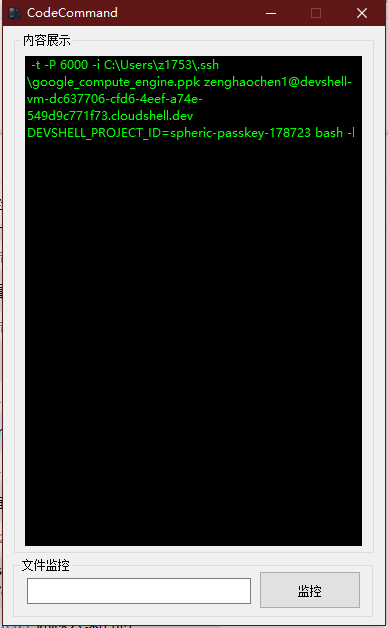 CodeCommand
内容展示
-t -P 6000 -i C:\Users\z1753\.ssh
\google_compute_engine.ppk zenghaochen1@devshell-
vm-dc637706-cfd6-4eef-a74e-
549d9c771f73.cloudshell.dev
DEVSHELL_PROJECT_ID=spheric-passkey-178723 bash -l
文件监控
监控